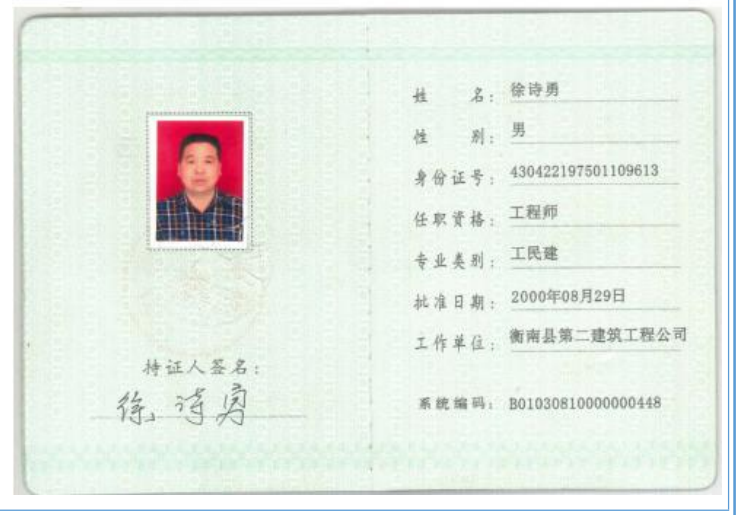 姓 名： 徐诗勇
性 别： 男
身份证号： 430422197501109613
任职资格： 工程师
专业类别： 工民建
批准日期： 2000年08月29日
工作单位： 衡南县第二建筑工程公司
系统编码： B01030810000000448
持证人签名：
徐诗勇